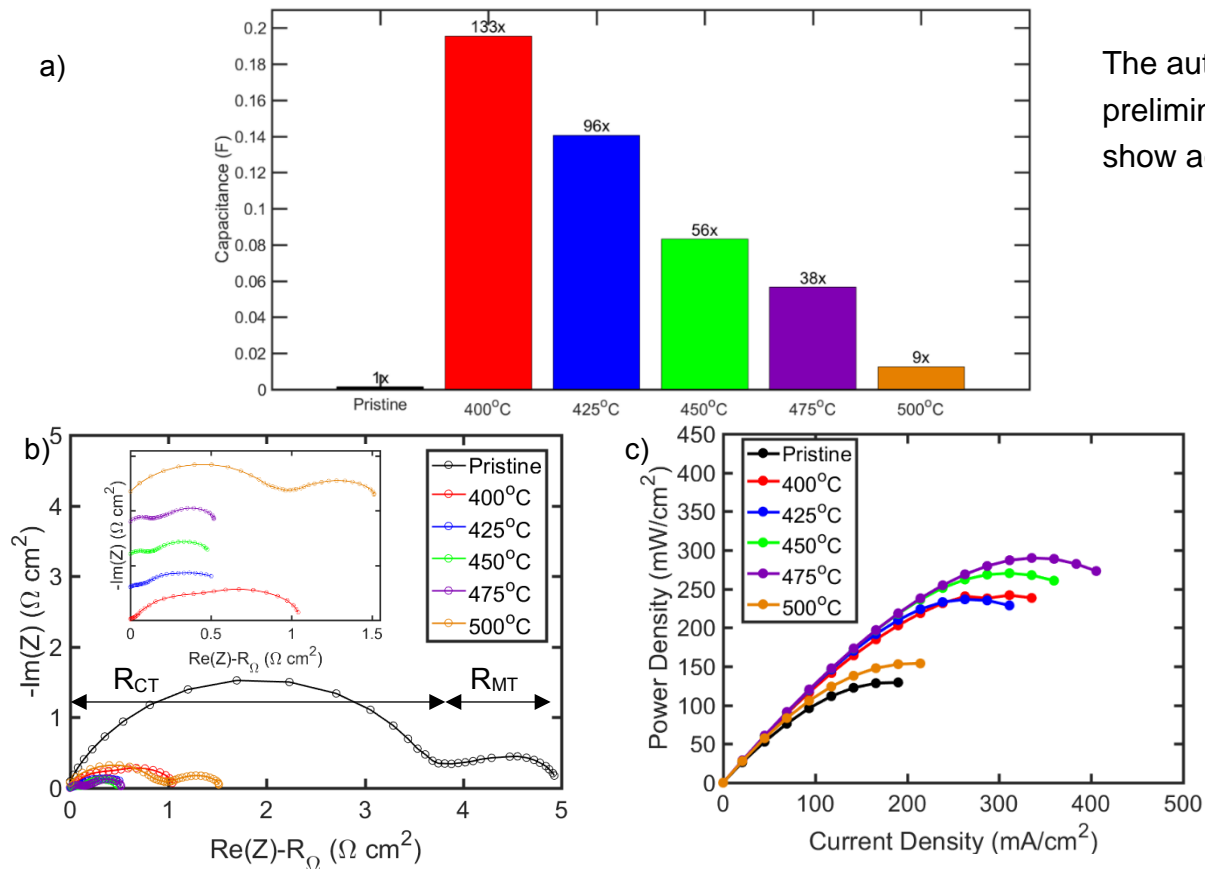 a)
The aut
prelimin
show a
Capacitance (F)
0.2
0.18
0.16
0.14
0.12
0.1
0.08
0.06
0.04
0.02
0
1x
133x
96x
56x
38x
9x
Pristine
400°C
425°C
450°C
475°C
500°C
b)
-Im(Z) (Ω cm²)
5
4
3
2
1
0
0
1
2
3
4
5
Re(Z)-R_Ω (Ω cm²)
-Im(Z) (Ω cm²)
0
0.5
1
1.5
Re(Z)-R_Ω (Ω cm²)
Pristine
400°C
425°C
450°C
475°C
500°C
R_CT
R_MT
c)
Power Density (mW/cm²)
450
400
350
300
250
200
150
100
50
0
0
100
200
300
400
500
Current Density (mA/cm²)
Pristine
400°C
425°C
450°C
475°C
500°C